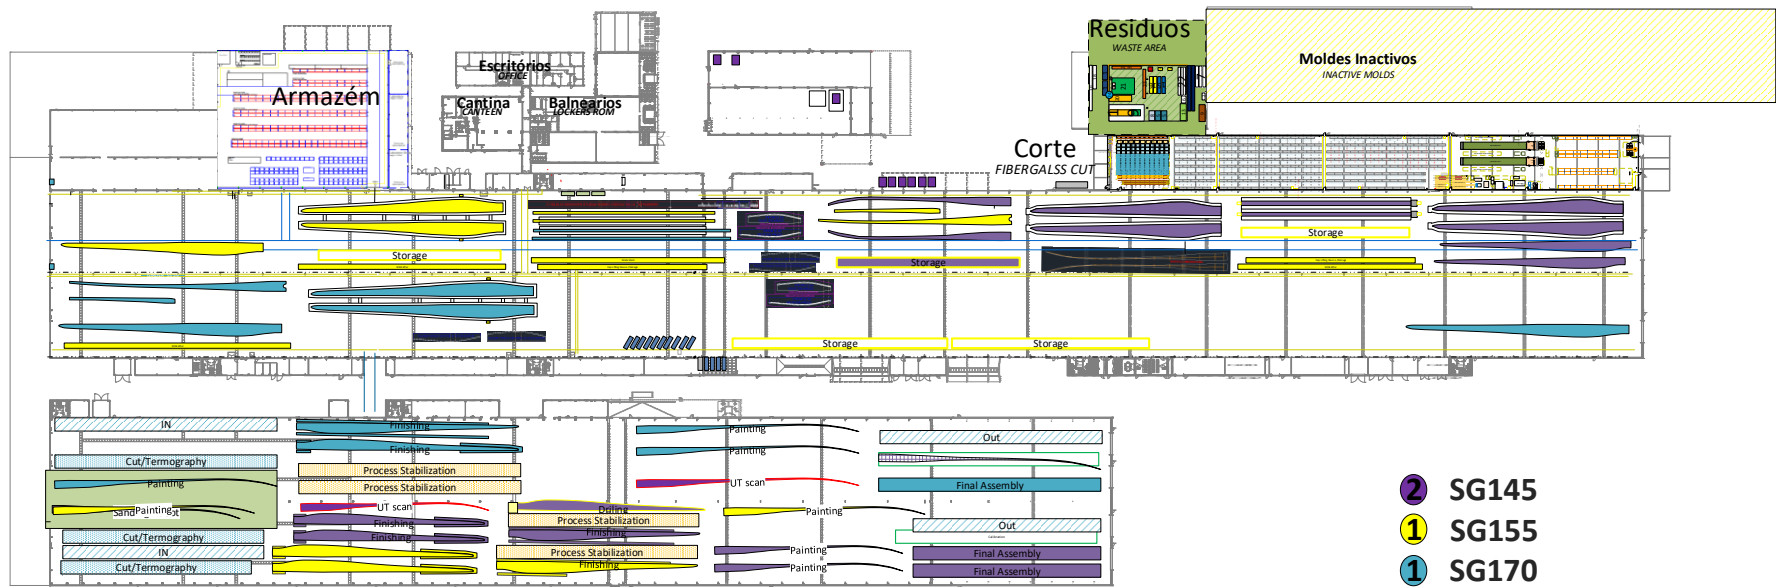 Resíduos
WASTE AREA
Moldes Inactivos
INACTIVE MOLDS
Escritórios
OFFICE
Armazém
Cantina
CANTEEN
Balneários
LOCKERS ROM
Corte
FIBERGALSS CUT
Storage
Storage
Storage
Storage
Storage
IN
Finishing
Painting
Out
Cut/Termography
Finishing
Painting
Process Stabilization
Painting
Process Stabilization
UT scan
Final Assembly
UT scan
Painting
Painting
Finishing
Process Stabilization
Out
Cut/Termography
Finishing
Finishing
IN
Process Stabilization
Painting
Final Assembly
Cut/Termography
Finishing
Painting
Final Assembly
2 SG145
1 SG155
1 SG170